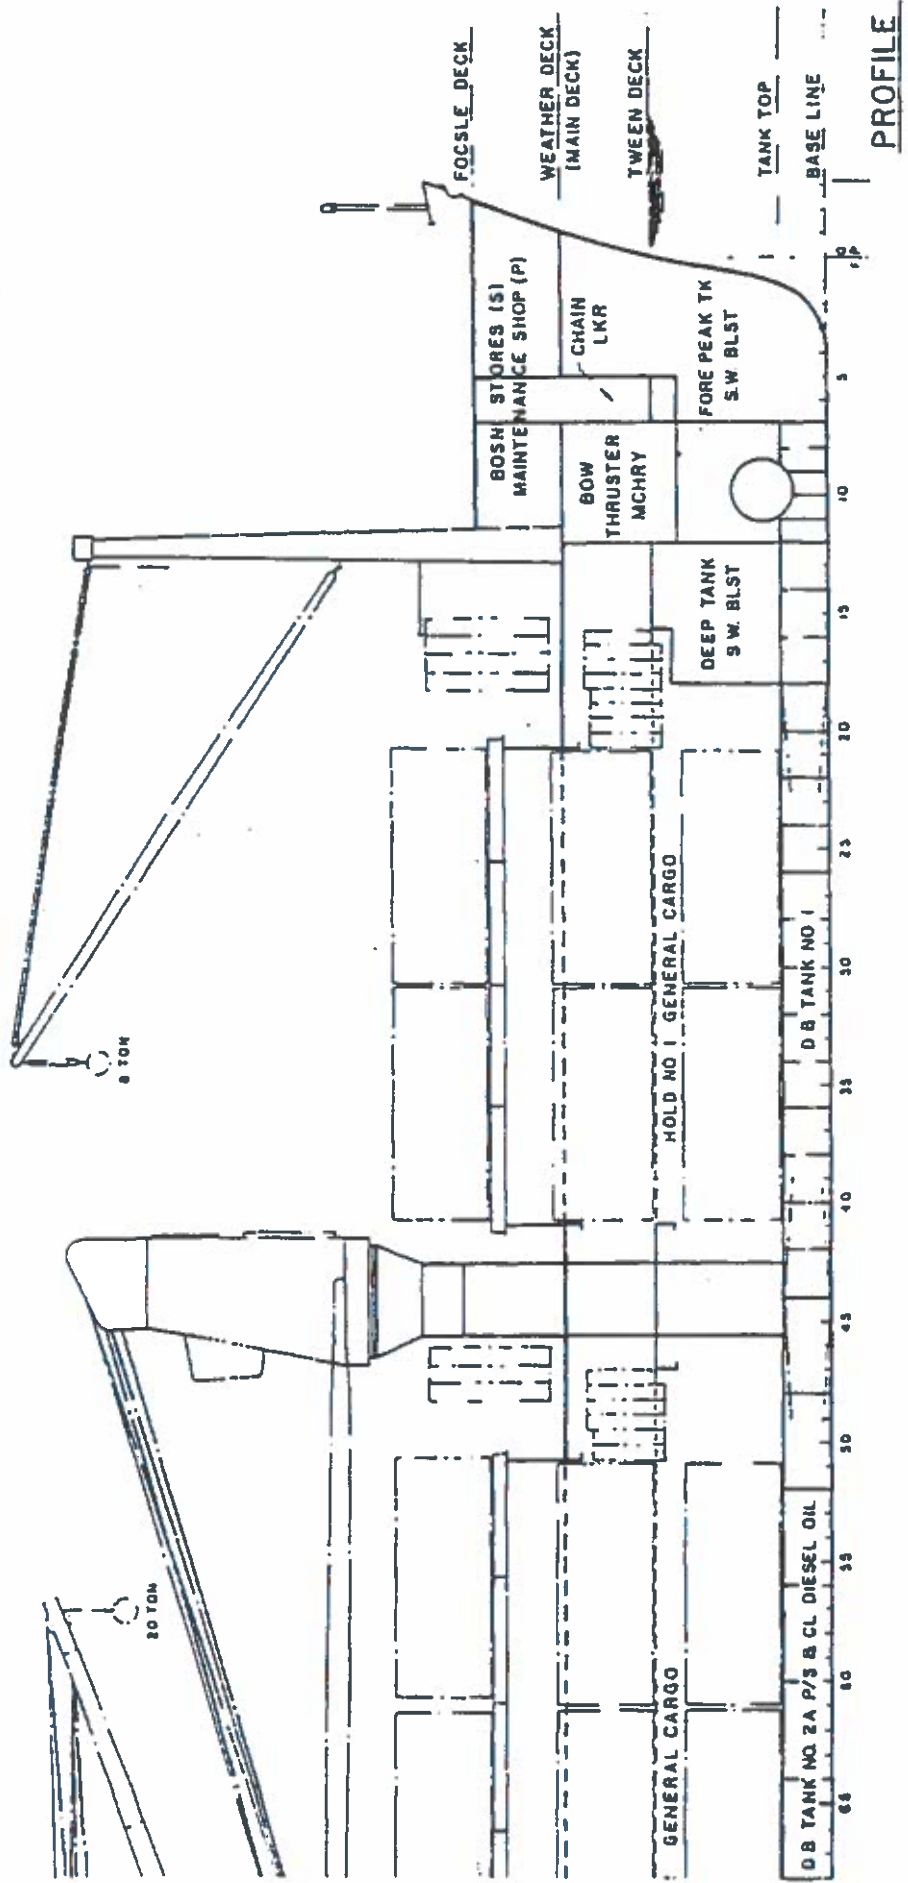 FOCSLE DECK
WEATHER DECK
(MAIN DECK)
TWEEN DECK
TANK TOP
BASE LINE
PROFILE
BOSN STORES (S)
MAINTENANCE SHOP (P)
CHAIN
LKR
FORE PEAK TK
S.W. BLST
BOW
THRUSTER
MCHRY
DEEP TANK
S.W. BLST
8 TON
20 TON
HOLD NO 1 GENERAL CARGO
GENERAL CARGO
D B TANK NO 1
D B TANK NO. 2A P/S & CL DIESEL OIL
0
F P
5
10
15
20
25
30
35
40
45
50
55
60
65